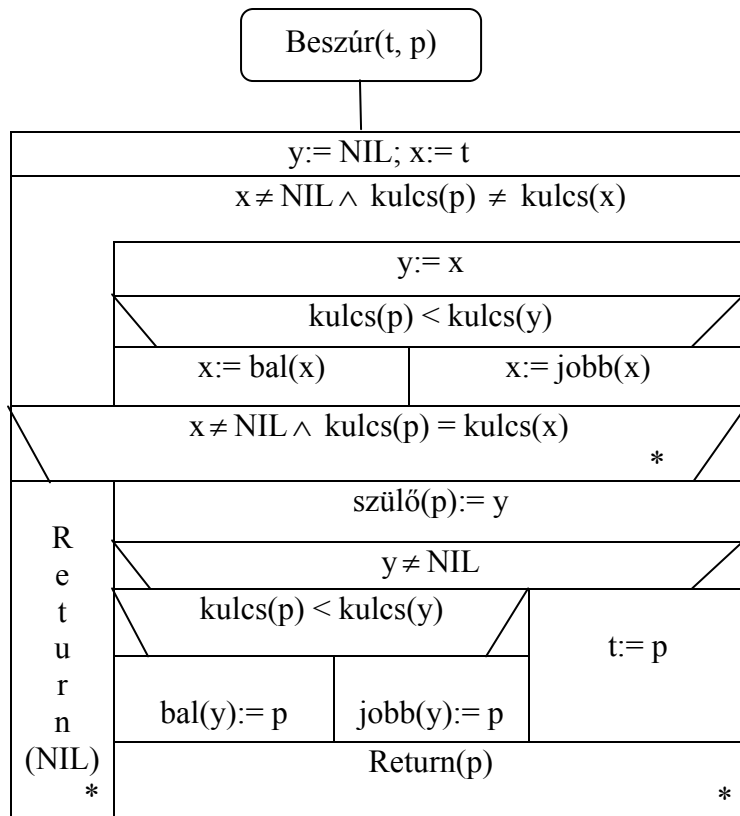 Beszúr(t, p)
y:= NIL; x:= t
x ≠ NIL ∧ kulcs(p) ≠ kulcs(x)
y:= x
kulcs(p) < kulcs(y)
x:= bal(x)
x:= jobb(x)
x ≠ NIL ∧ kulcs(p) = kulcs(x)
*
Return
(NIL)
*
szülő(p):= y
y ≠ NIL
kulcs(p) < kulcs(y)
t:= p
bal(y):= p
jobb(y):= p
Return(p)
*